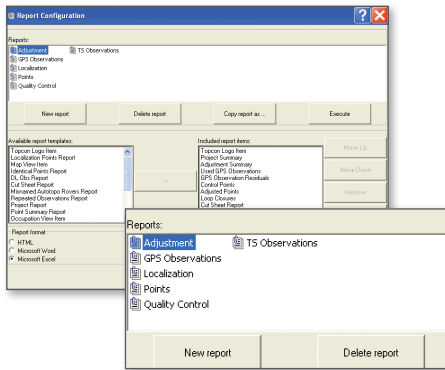 Report Configuration
Reports:
Adjustment TS Observations
GPS Observations
Localization
Points
Quality Control
New report Delete report Copy report as ... Execute
Available report templates:
Topcon Logo Item
Localization Points Report
Map View Item
Identical Points Report
DL Obs Report
Cut Sheet Report
Misnamed Autotopo Rovers Report
Repeated Observations Report
Project Report
Point Summary Report
Occupation View Item
>>
Included report items:
Topcon Logo Item
Project Summary
Adjustment Summary
Used GPS Observations
GPS Observation Residuals
Control Points
Adjusted Points
Loop Closures
Cut Sheet Report
Move Up
Move Down
Remove
Report format
HTML
Microsoft Word
Microsoft Excel
Reports:
Adjustment TS Observations
GPS Observations
Localization
Points
Quality Control
New report Delete report